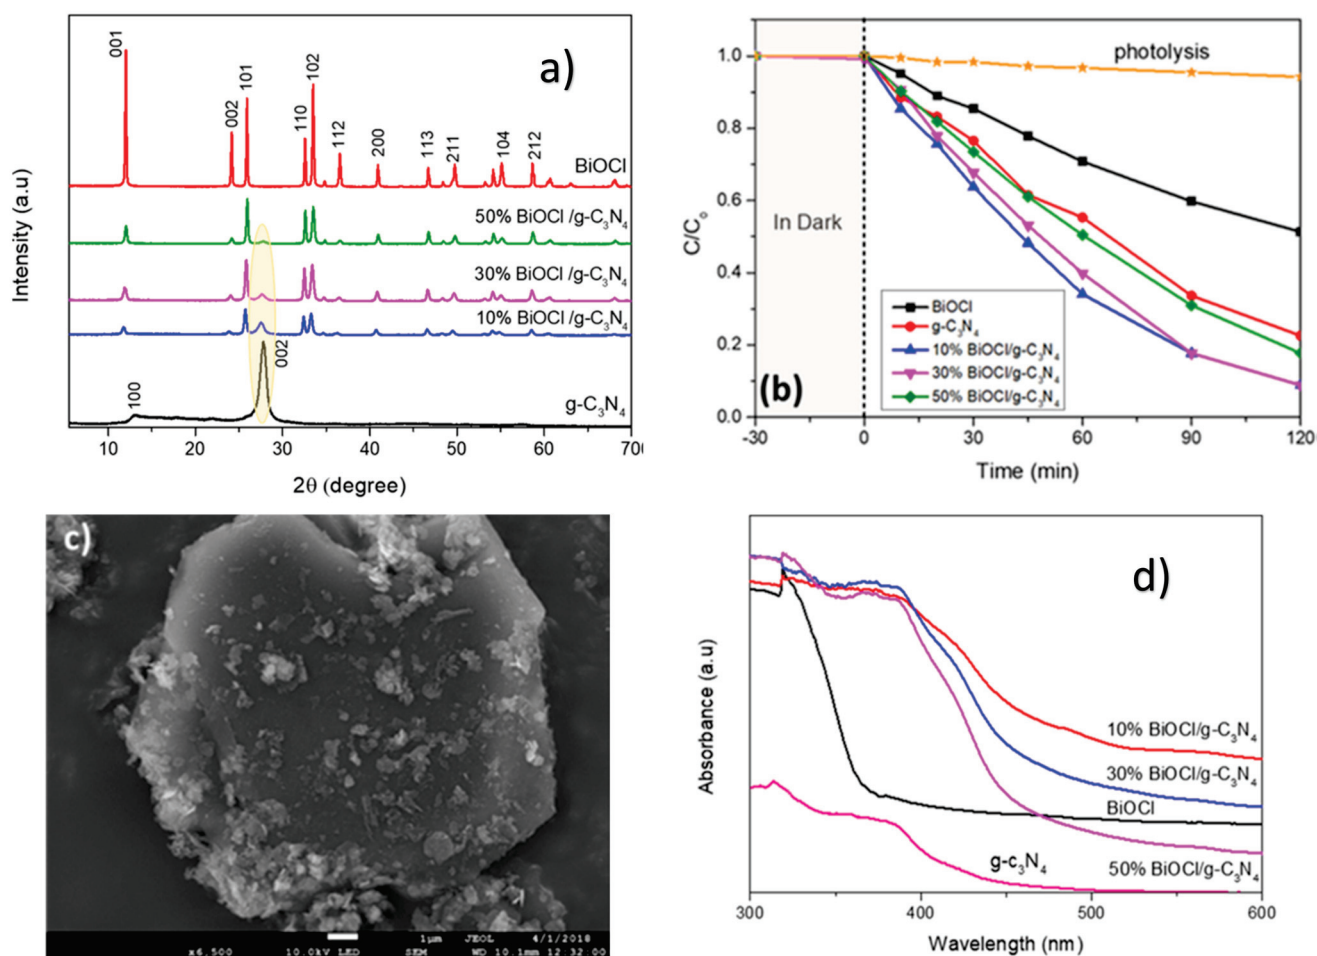 a)
Intensity (a.u)
001
002
101
110
102
112
200
113
211
104
212
BiOCl
50% BiOCl /g-C₃N₄
30% BiOCl /g-C₃N₄
10% BiOCl /g-C₃N₄
002
100
g-C₃N₄
10 20 30 40 50 60 70
2θ (degree)
photolysis
1.0
0.8
0.6
0.4
0.2
0.0
C/C₀
In Dark
BiOCl
g-C₃N₄
10% BiOCl/g-C₃N₄
30% BiOCl/g-C₃N₄
50% BiOCl/g-C₃N₄
(b)
-30 0 30 60 90 120
Time (min)
c)
1μm JEOL 4/1/2018
x6,500 10.0kV LED SEM WD 10.1mm 12:32:00
d)
Absorbance (a.u)
10% BiOCl/g-C₃N₄
30% BiOCl/g-C₃N₄
BiOCl
g-c₃N₄
50% BiOCl/g-C₃N₄
300 400 500 600
Wavelength (nm)